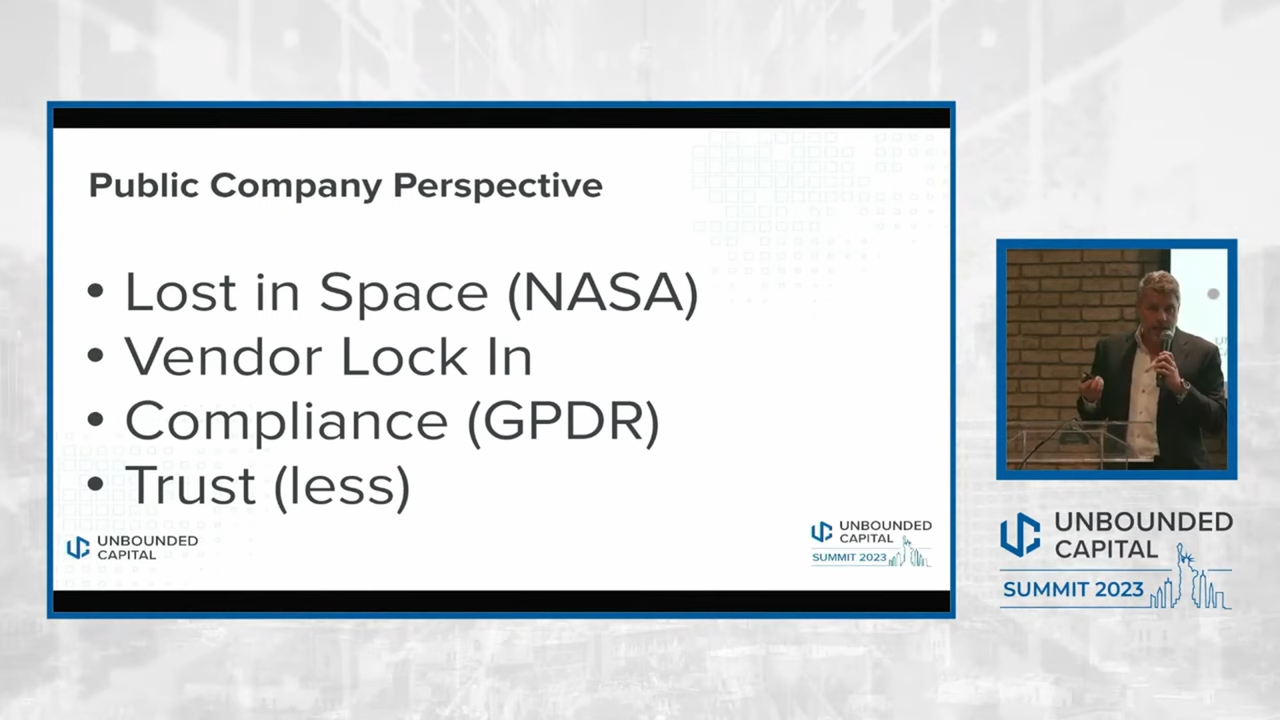 Public Company Perspective
• Lost in Space (NASA)
• Vendor Lock In
• Compliance (GPDR)
• Trust (less)
UNBOUNDED
CAPITAL
UNBOUNDED
CAPITAL
SUMMIT 2023
UNBOUNDED
CAPITAL
SUMMIT 2023